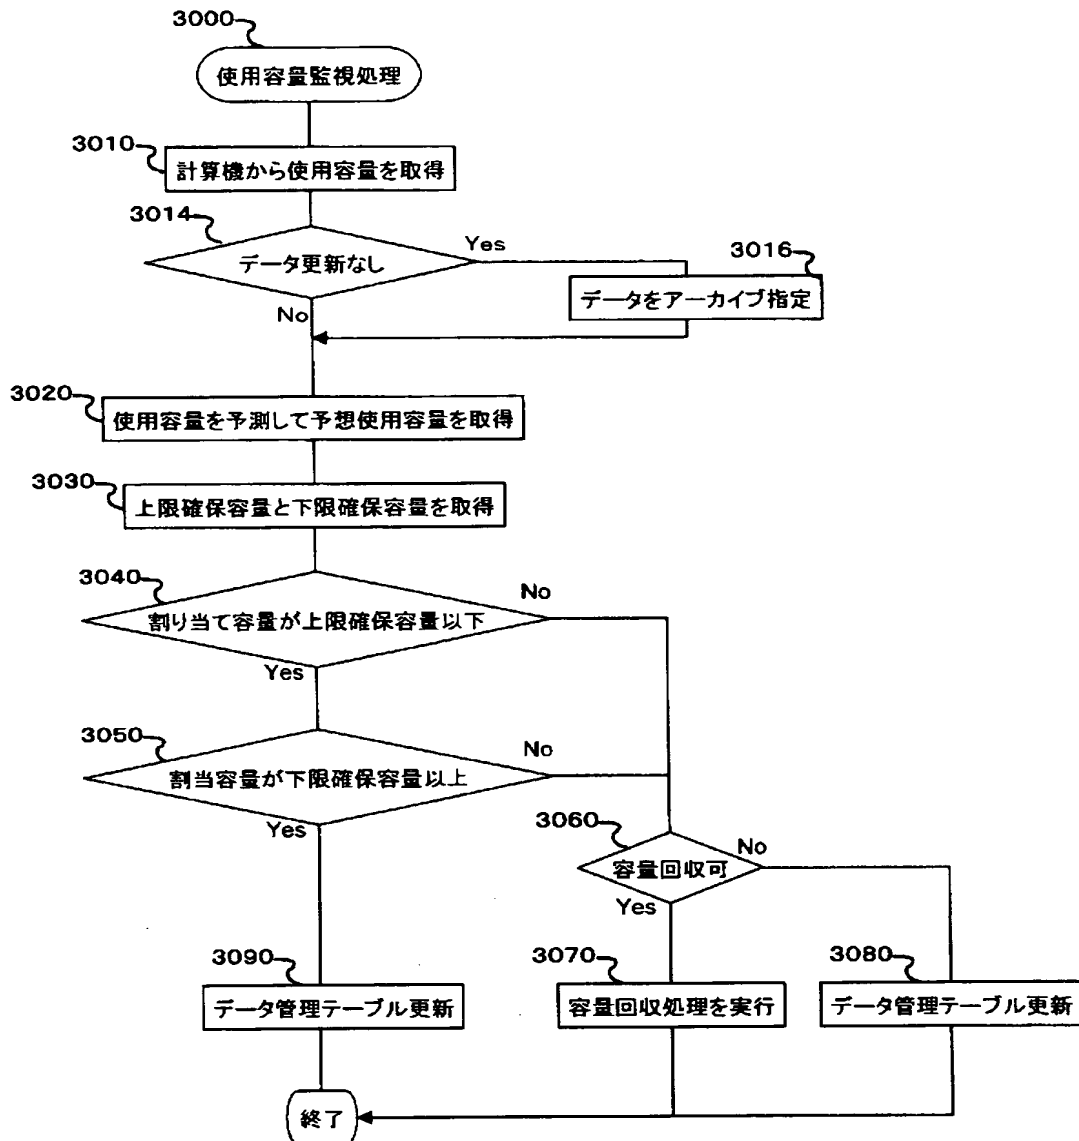 3000
使用容量監視処理
3010
計算機から使用容量を取得
3014
データ更新なし
Yes
No
3016
データをアーカイブ指定
3020
使用容量を予測して予想使用容量を取得
3030
上限確保容量と下限確保容量を取得
3040
割り当て容量が上限確保容量以下
No
Yes
3050
割当容量が下限確保容量以上
No
Yes
3060
容量回収可
No
Yes
3090
データ管理テーブル更新
3070
容量回収処理を実行
3080
データ管理テーブル更新
終了